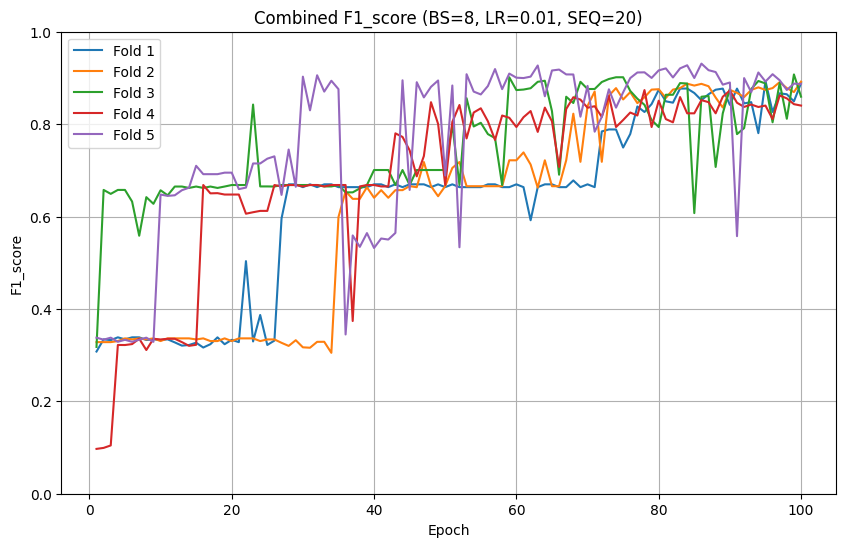 Combined F1_score (BS=8, LR=0.01, SEQ=20)
Fold 1
Fold 2
Fold 3
Fold 4
Fold 5
F1_score
1.0
0.8
0.6
0.4
0.2
0.0
0 20 40 60 80 100
Epoch